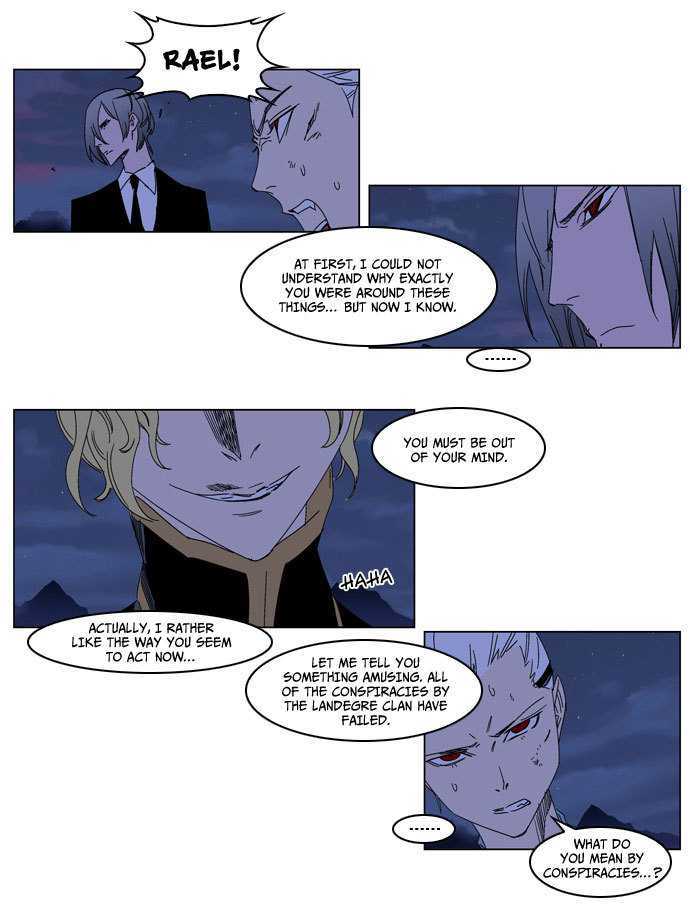 RAEL!
AT FIRST, I COULD NOT
UNDERSTAND WHY EXACTLY
YOU WERE AROUND THESE
THINGS... BUT NOW I KNOW.
......
YOU MUST BE OUT
OF YOUR MIND.
HAHA
ACTUALLY, I RATHER
LIKE THE WAY YOU SEEM
TO ACT NOW...
LET ME TELL YOU
SOMETHING AMUSING. ALL
OF THE CONSPIRACIES BY
THE LANDEGRE CLAN HAVE
FAILED.
......
WHAT DO
YOU MEAN BY
CONSPIRACIES...?